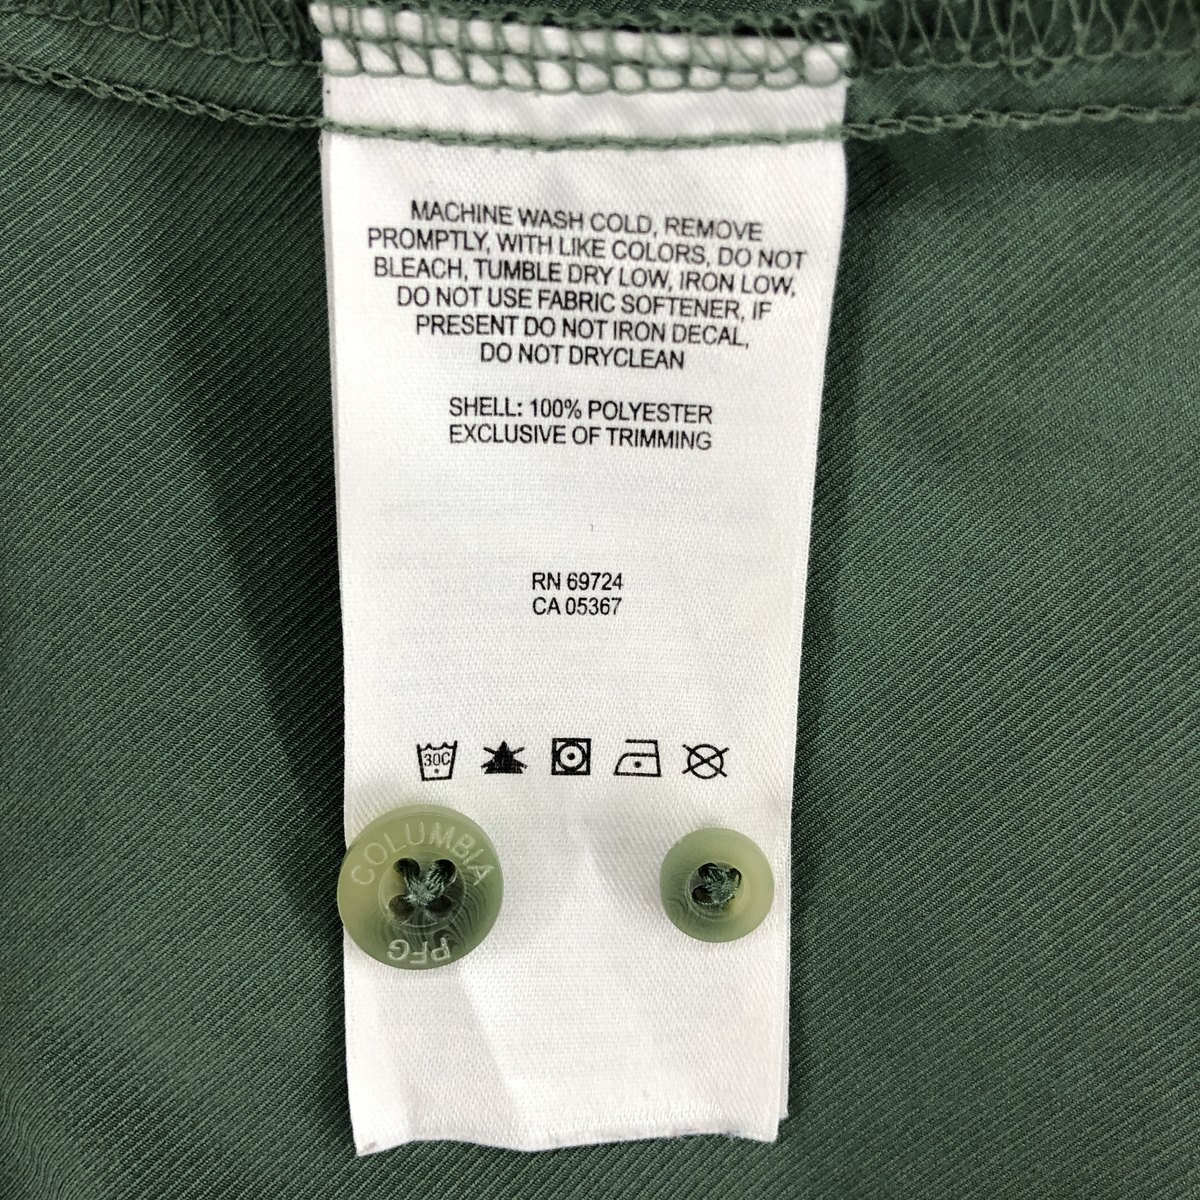 MACHINE WASH COLD, REMOVE
PROMPTLY, WITH LIKE COLORS, DO NOT
BLEACH, TUMBLE DRY LOW, IRON LOW,
DO NOT USE FABRIC SOFTENER, IF
PRESENT DO NOT IRON DECAL,
DO NOT DRYCLEAN
SHELL: 100% POLYESTER
EXCLUSIVE OF TRIMMING
RN 69724
CA 05367
30C
COLUMBIA
PFG